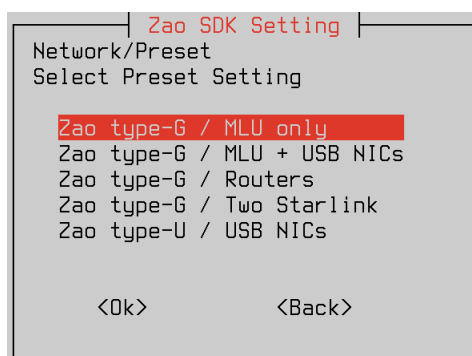 Zao SDK Setting
Network/Preset
Select Preset Setting
Zao type-G / MLU only
Zao type-G / MLU + USB NICs
Zao type-G / Routers
Zao type-G / Two Starlink
Zao type-U / USB NICs
<Ok> <Back>